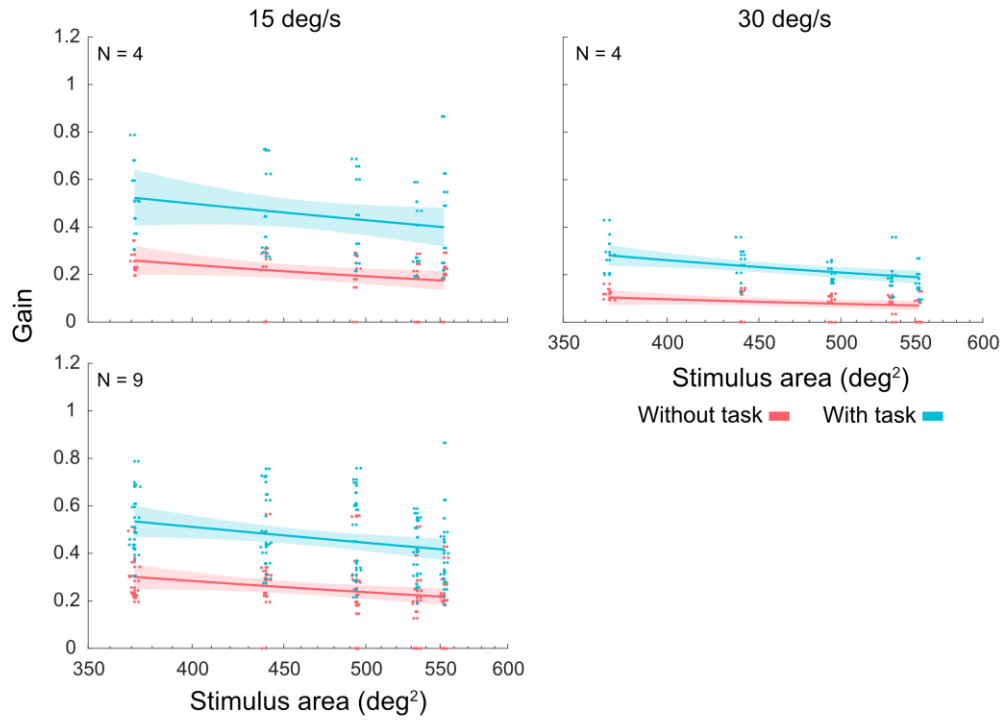 15 deg/s
30 deg/s
1.2
N = 4
N = 4
1
0.8
0.6
0.4
0.2
0
350
400
450
500
550
600
Stimulus area (deg²)
Without task
With task
Gain
1.2
N = 9
1
0.8
0.6
0.4
0.2
0
350
400
450
500
550
600
Stimulus area (deg²)